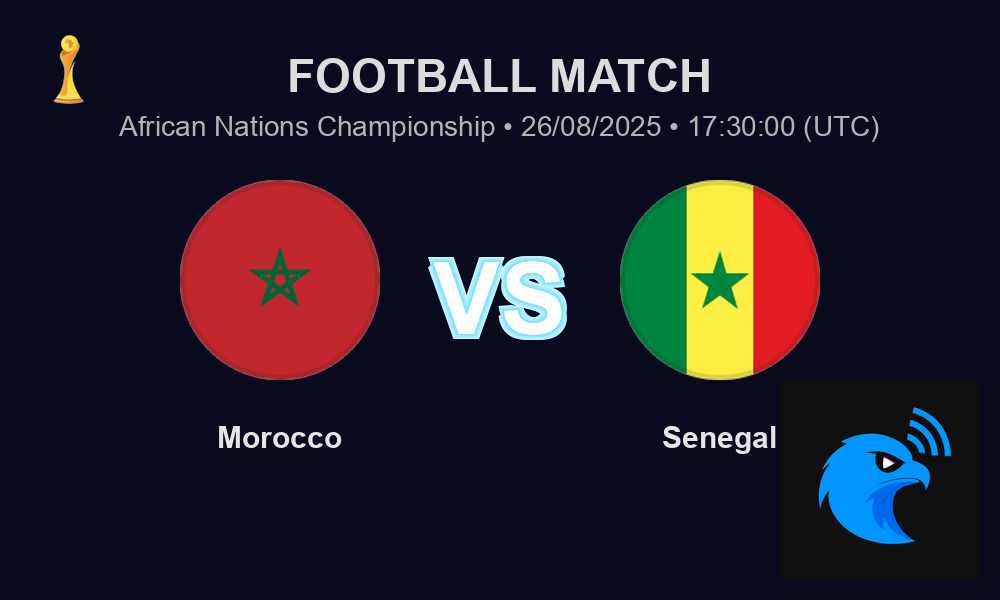 FOOTBALL MATCH
African Nations Championship • 26/08/2025 • 17:30:00 (UTC)
VS
Morocco
Senegal